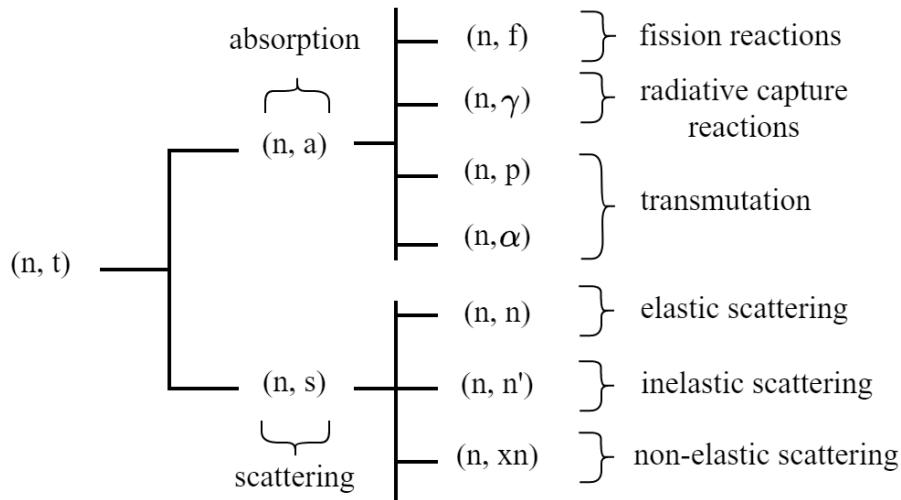 absorption
(n, a)
(n, f)
fission reactions
(n, γ)
radiative capture
reactions
(n, p)
transmutation
(n, α)
(n, t)
(n, n)
elastic scattering
(n, s)
(n, n')
inelastic scattering
scattering
(n, xn)
non-elastic scattering